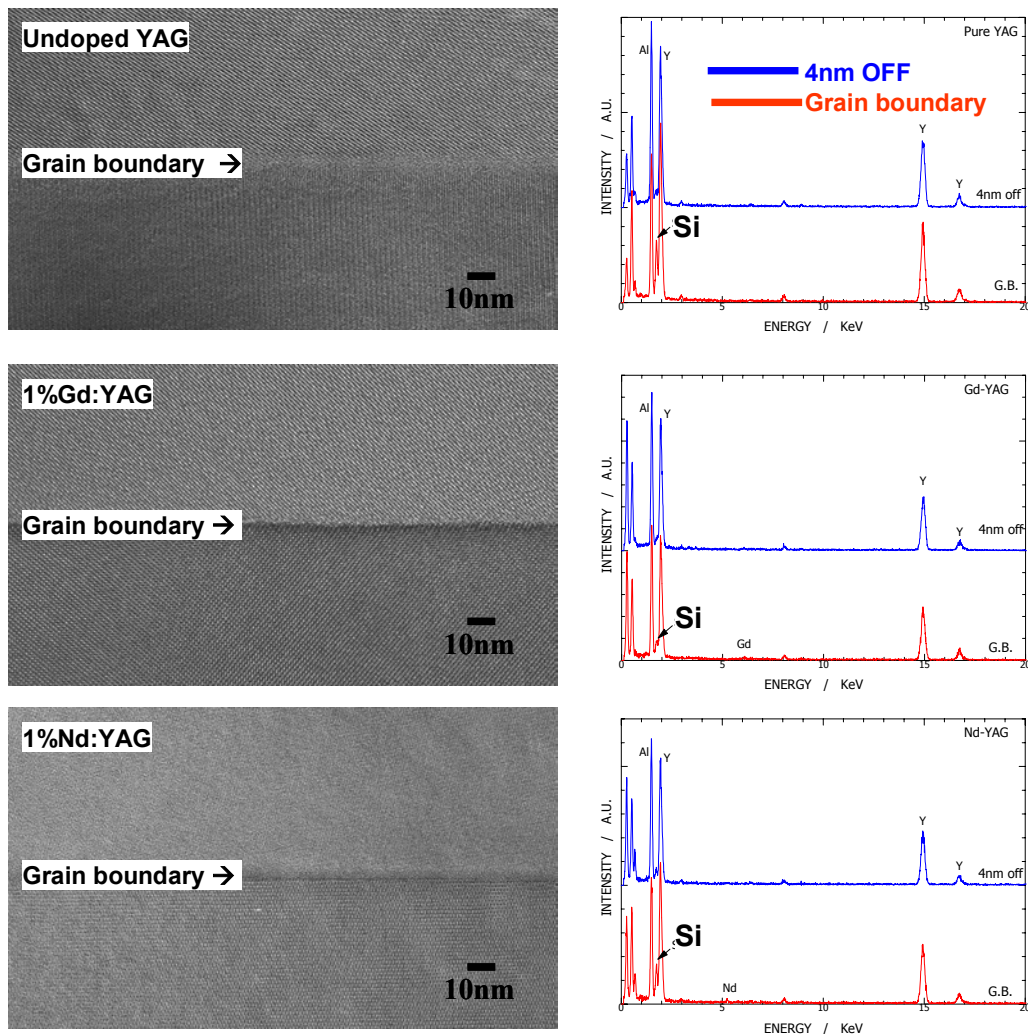 Undoped YAG
Grain boundary →
10nm
Pure YAG
Al
Y
4nm OFF
Grain boundary
Y
Y
4nm off
Si
G.B.
INTENSITY / A.U.
0 5 10 15 20
ENERGY / KeV
1%Gd:YAG
Grain boundary →
10nm
Gd-YAG
Al
Y
Y
Y
4nm off
Si
Gd
G.B.
INTENSITY / A.U.
0 5 10 15 20
ENERGY / KeV
1%Nd:YAG
Grain boundary →
10nm
Nd-YAG
Al
Y
Y
Y
4nm off
Si
Nd
G.B.
INTENSITY / A.U.
0 5 10 15 20
ENERGY / KeV